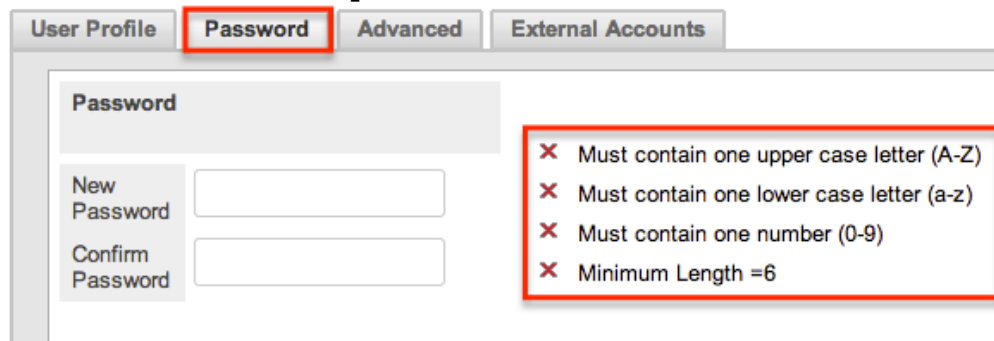 User Profile Password Advanced External Accounts
Password
Must contain one upper case letter (A-Z)
Must contain one lower case letter (a-z)
Must contain one number (0-9)
Minimum Length =6
New
Password
Confirm
Password